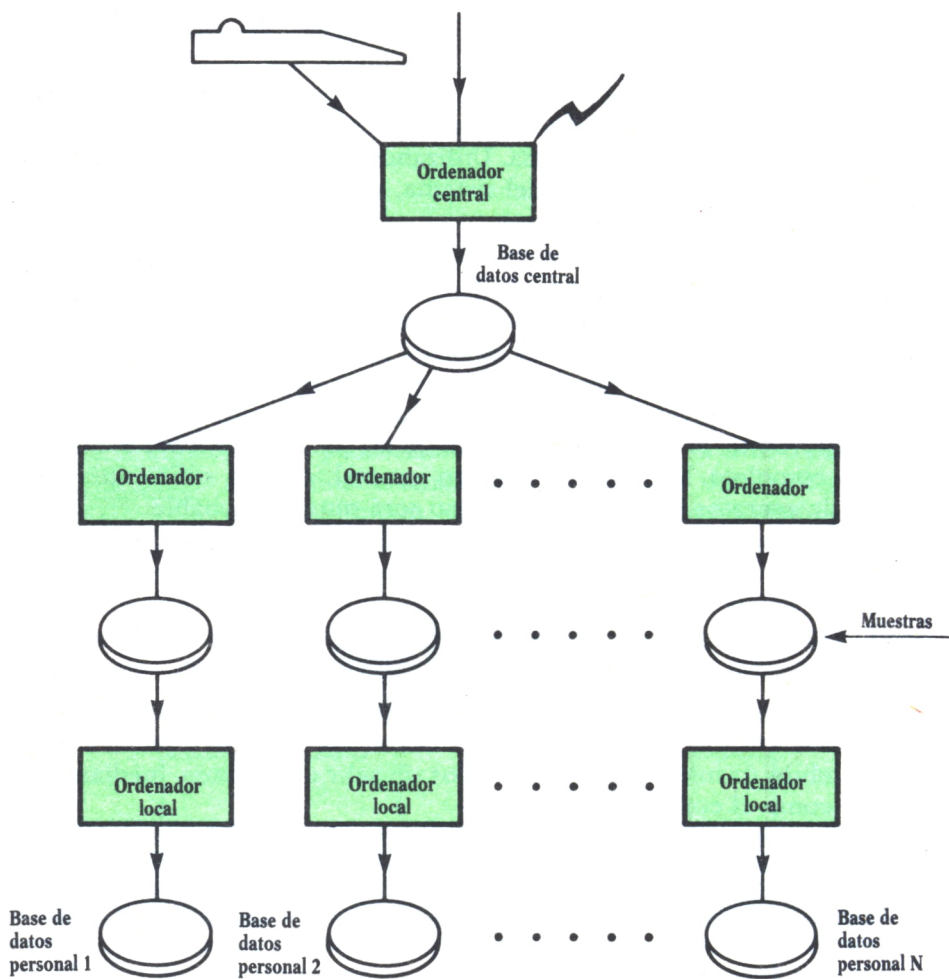 Ordenador
central
Base de
datos central
Ordenador
Ordenador
Ordenador
Muestras
Ordenador
local
Ordenador
local
Ordenador
local
Base de
datos
personal 1
Base de
datos
personal 2
Base de
datos
personal N